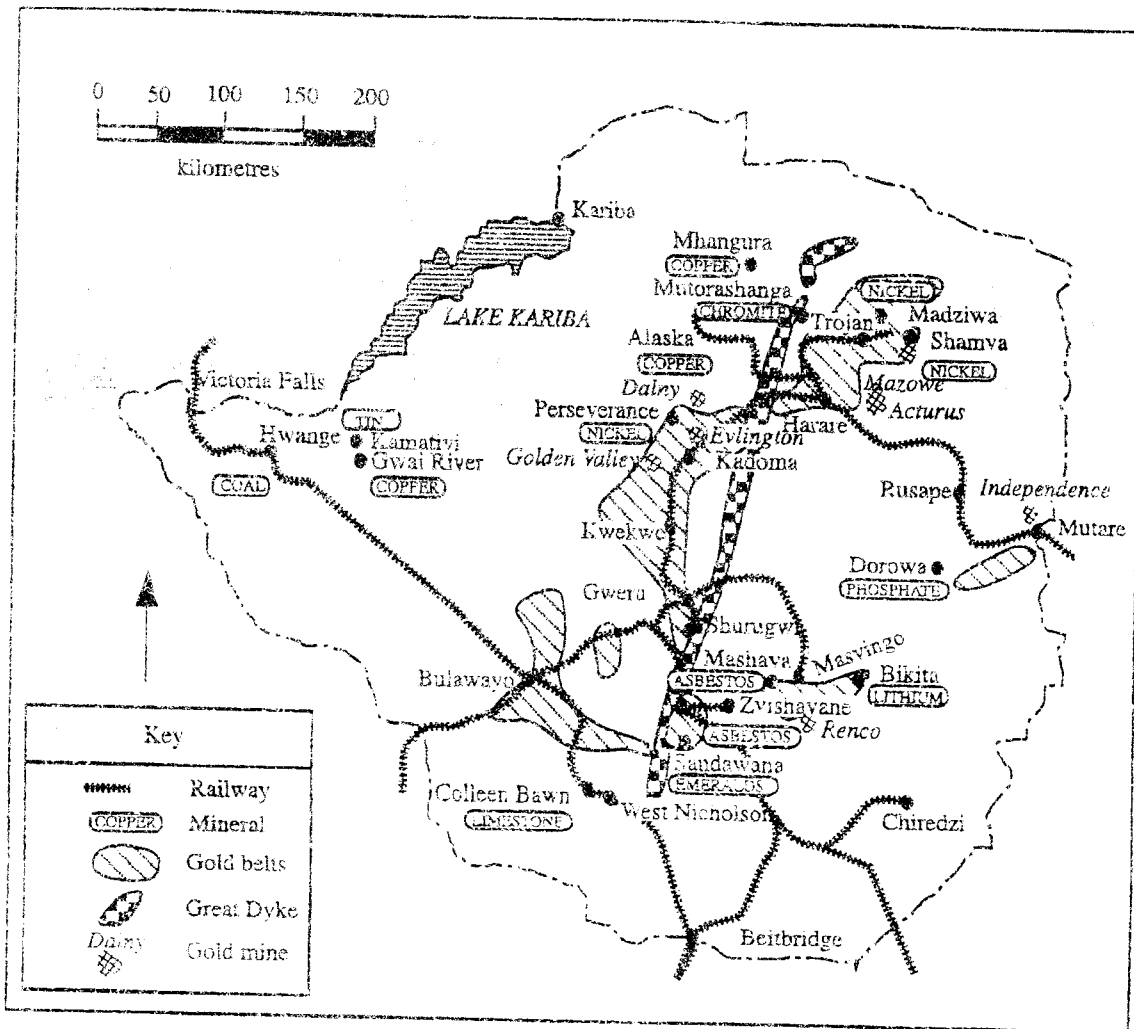 0 50 100 150 200
kilometres
Kariba
LAKE KARIBA
Mhangura
COPPER
Mutorashanga
CHROMITE
Trojan
NICKEL
Madziwa
Shamva
NICKEL
Alaska
COPPER
Dalny
Mazowe
Acturus
Harare
Victoria Falls
TIN
Hwange
Kamativi
Gwai River
COAL
COPPER
Perseverance
NICKEL
Evlington
Golden Valley
Kadoma
Rusape
Independence
Mutare
Kwekwe
Dorowa
PHOSPHATE
Gweru
Shurugwi
Mashava
ASBESTOS
Masvingo
Bikita
LITHIUM
Bulawayo
Zvishavane
ASBESTOS
Renco
Sandawana
EMERALDS
Colleen Bawn
LIMESTONE
West Nicholson
Chiredzi
Beitbridge
Key
Railway
COPPER Mineral
Gold belts
Great Dyke
Dalny
Gold mine